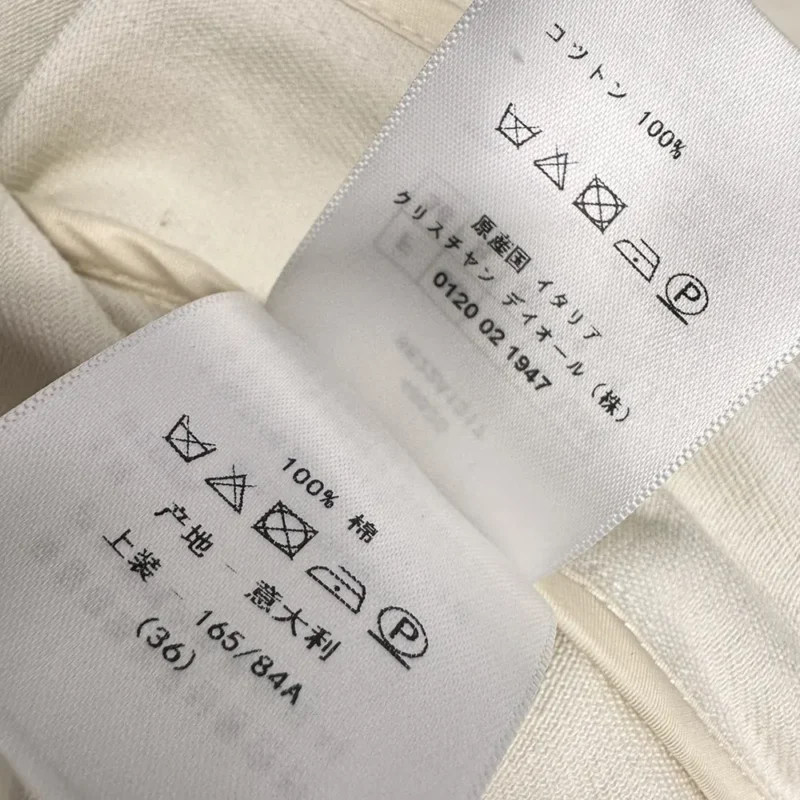 コットン 100%
P
原産国 イタリア
クリスチャン ディオール (株)
0120 02 1947
100% 棉
P
产地 - 意大利
上装 - 165/84A
(36)